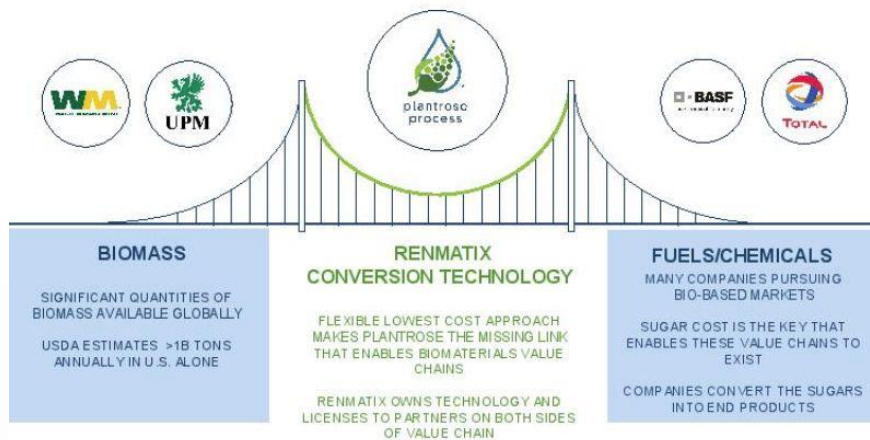 WM
UPM
plantrose
process
BASF
TOTAL
BIOMASS
SIGNIFICANT QUANTITIES OF
BIOMASS AVAILABLE GLOBALLY
USDA ESTIMATES >1B TONS
ANNUALLY IN U.S. ALONE
RENMATIX
CONVERSION TECHNOLOGY
FLEXIBLE LOWEST COST APPROACH
MAKES PLANTROSE THE MISSING LINK
THAT ENABLES BIOMATERIALS VALUE
CHAINS
RENMATIX OWNS TECHNOLOGY AND
LICENSES TO PARTNERS ON BOTH SIDES
OF VALUE CHAIN
FUELS/CHEMICALS
MANY COMPANIES PURSUING
BIO-BASED MARKETS
SUGAR COST IS THE KEY THAT
ENABLES THESE VALUE CHAINS TO
EXIST
COMPANIES CONVERT THE SUGARS
INTO END PRODUCTS